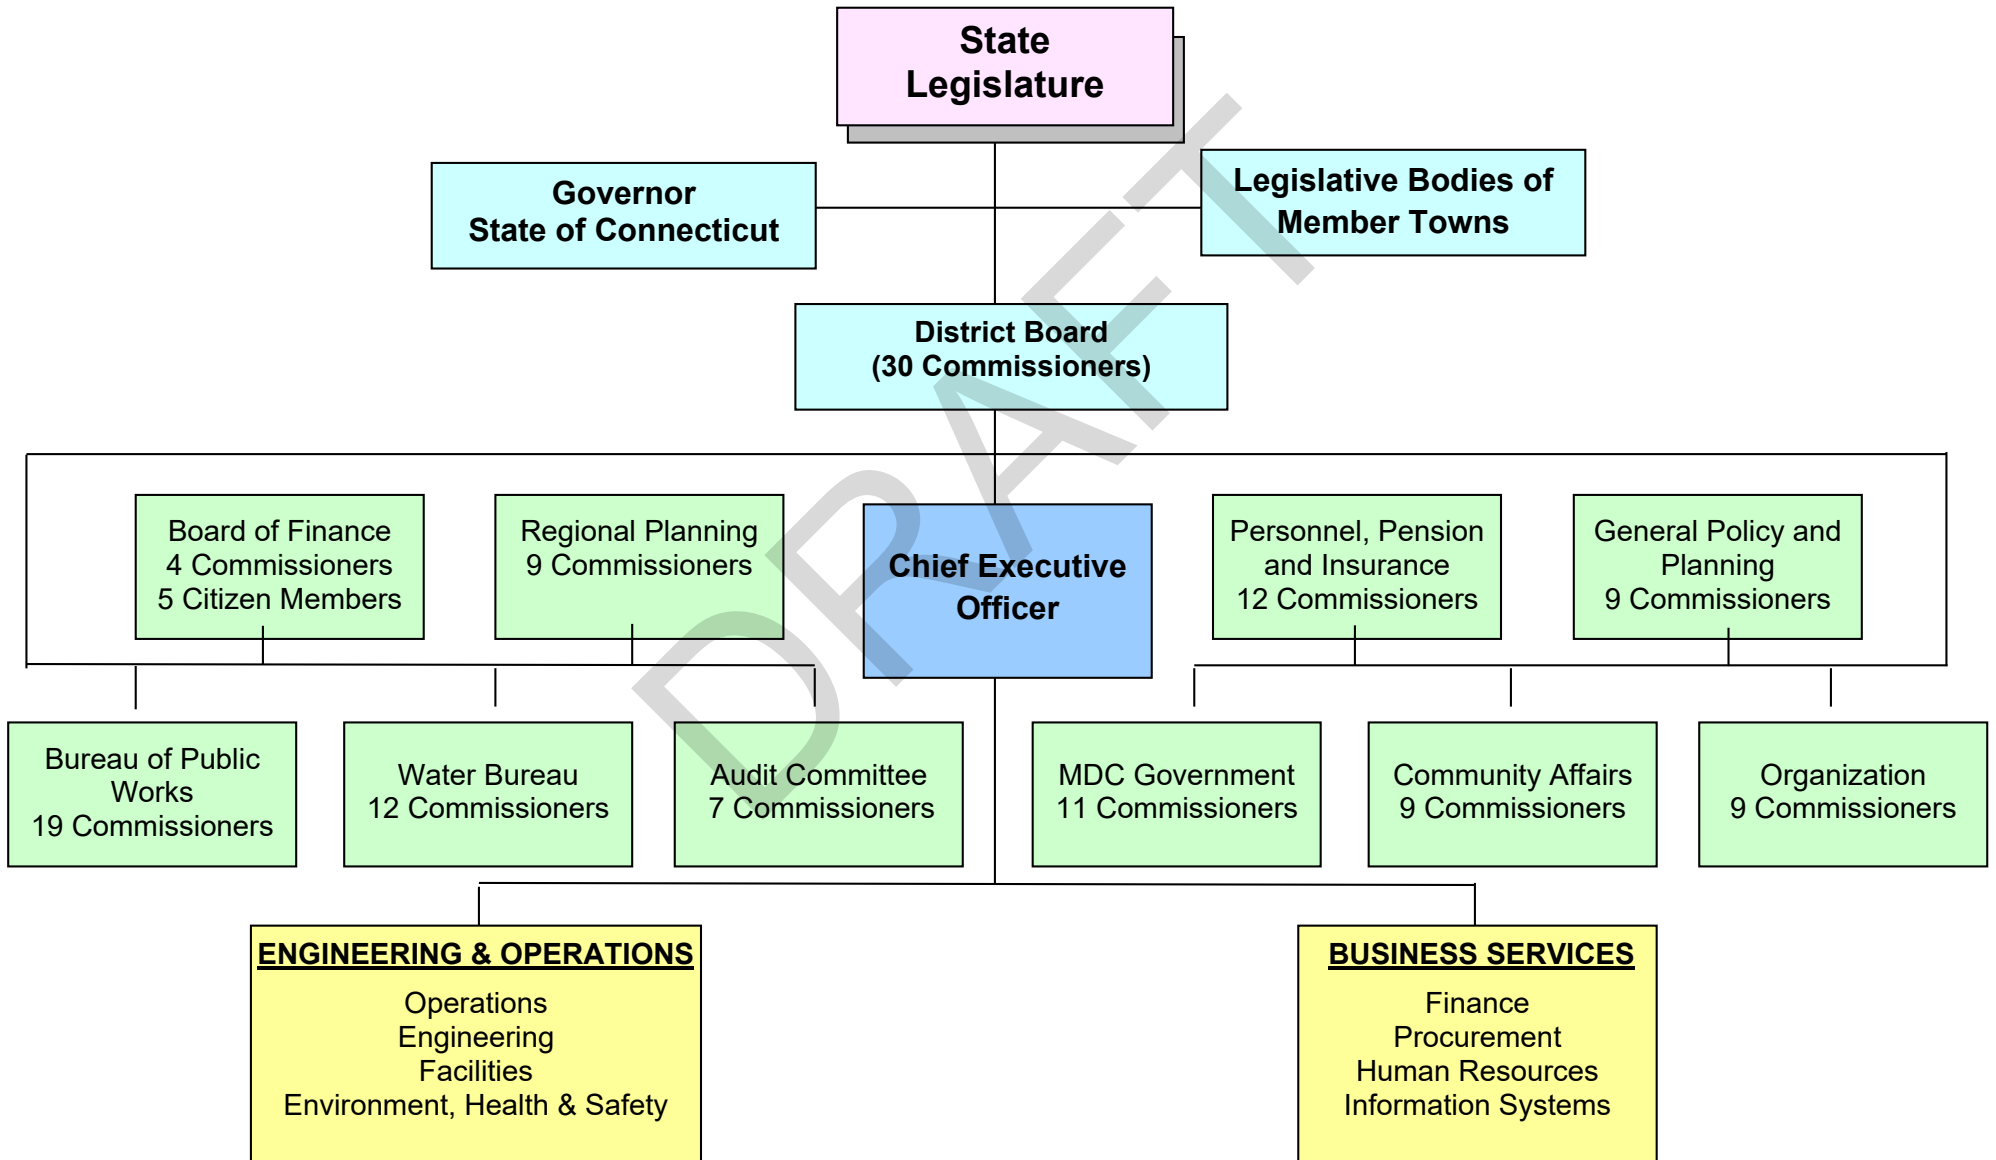 State
Legislature
Governor
State of Connecticut
Legislative Bodies of
Member Towns
District Board
(30 Commissioners)
Board of Finance
4 Commissioners
5 Citizen Members
Regional Planning
9 Commissioners
Chief Executive
Officer
Personnel, Pension
and Insurance
12 Commissioners
General Policy and
Planning
9 Commissioners
Bureau of Public
Works
19 Commissioners
Water Bureau
12 Commissioners
Audit Committee
7 Commissioners
MDC Government
11 Commissioners
Community Affairs
9 Commissioners
Organization
9 Commissioners
ENGINEERING & OPERATIONS
Operations
Engineering
Facilities
Environment, Health & Safety
BUSINESS SERVICES
Finance
Procurement
Human Resources
Information Systems
DRAFT